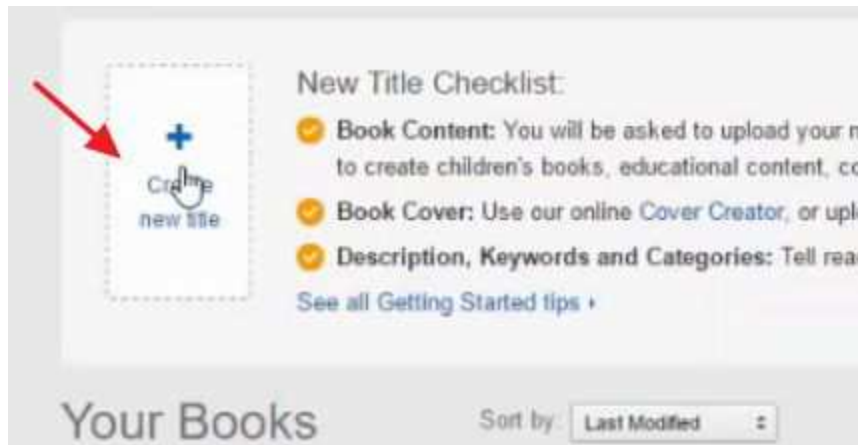 +
Create
new title
New Title Checklist:
Book Content: You will be asked to upload your
to create children's books, educational content,
Book Cover: Use our online Cover Creator, or
Description, Keywords and Categories: Tell
See all Getting Started tips ›
Your Books
Sort by: Last Modified